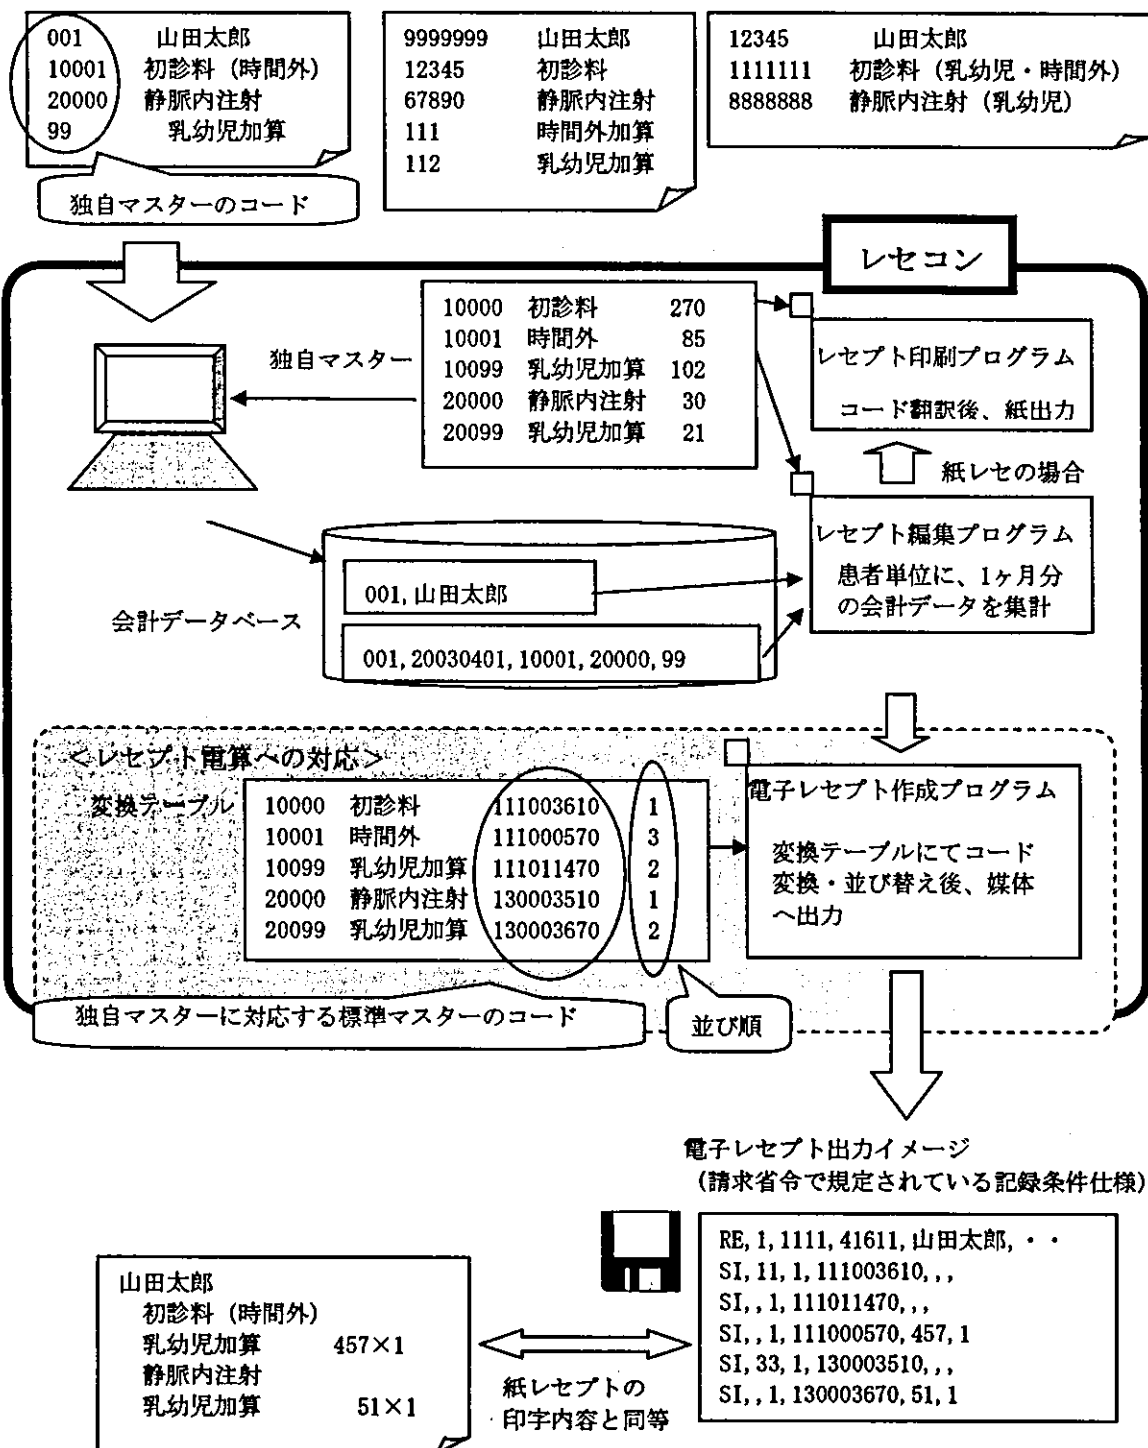 001 山田太郎
10001 初診料（時間外）
20000 静脈内注射
99 乳幼児加算
独自マスターのコード
9999999 山田太郎
12345 初診料
67890 静脈内注射
111 時間外加算
112 乳幼児加算
12345 山田太郎
1111111 初診料（乳幼児・時間外）
8888888 静脈内注射（乳幼児）
レセコン
独自マスター
10000 初診料 270
10001 時間外 85
10099 乳幼児加算 102
20000 静脈内注射 30
20099 乳幼児加算 21
レセプト印刷プログラム
コード翻訳後、紙出力
紙レセの場合
レセプト編集プログラム
患者単位に、1ヶ月分
の会計データを集計
会計データベース
001,山田太郎
001,20030401,10001,20000,99
＜レセプト電算への対応＞
変換テーブル
10000 初診料 111003610 1
10001 時間外 111000570 3
10099 乳幼児加算 111011470 2
20000 静脈内注射 130003510 1
20099 乳幼児加算 130003670 2
電子レセプト作成プログラム
変換テーブルにてコード
変換・並び替え後、媒体
へ出力
独自マスターに対応する標準マスターのコード
並び順
電子レセプト出力イメージ
（請求省令で規定されている記録条件仕様）
RE,1,1111,41611,山田太郎,・・
SI,11,1,111003610,,,
SI,,1,111011470,,,
SI,,1,111000570,457,1
SI,33,1,130003510,,,
SI,,1,130003670,51,1
山田太郎
初診料（時間外）
乳幼児加算 457×1
静脈内注射
乳幼児加算 51×1
紙レセプトの
印字内容と同等